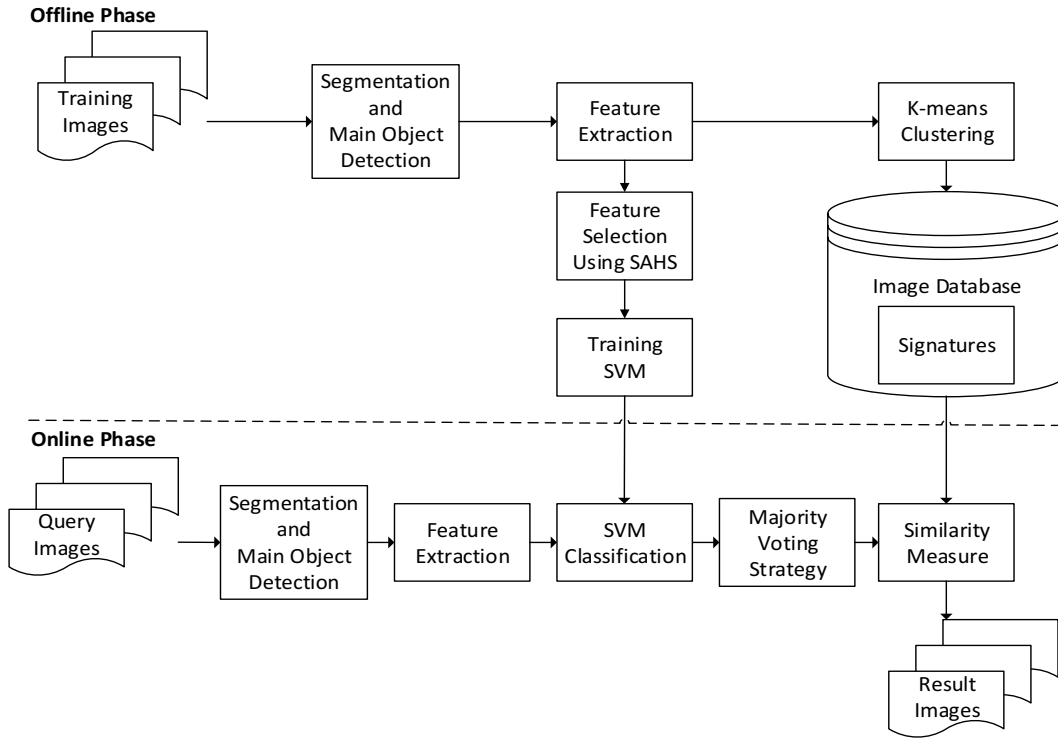 Offline Phase
Training
Images
Segmentation
and
Main Object
Detection
Feature
Extraction
K-means
Clustering
Feature
Selection
Using SAHS
Image Database
Signatures
Training
SVM
Online Phase
Query
Images
Segmentation
and
Main Object
Detection
Feature
Extraction
SVM
Classification
Majority
Voting
Strategy
Similarity
Measure
Result
Images